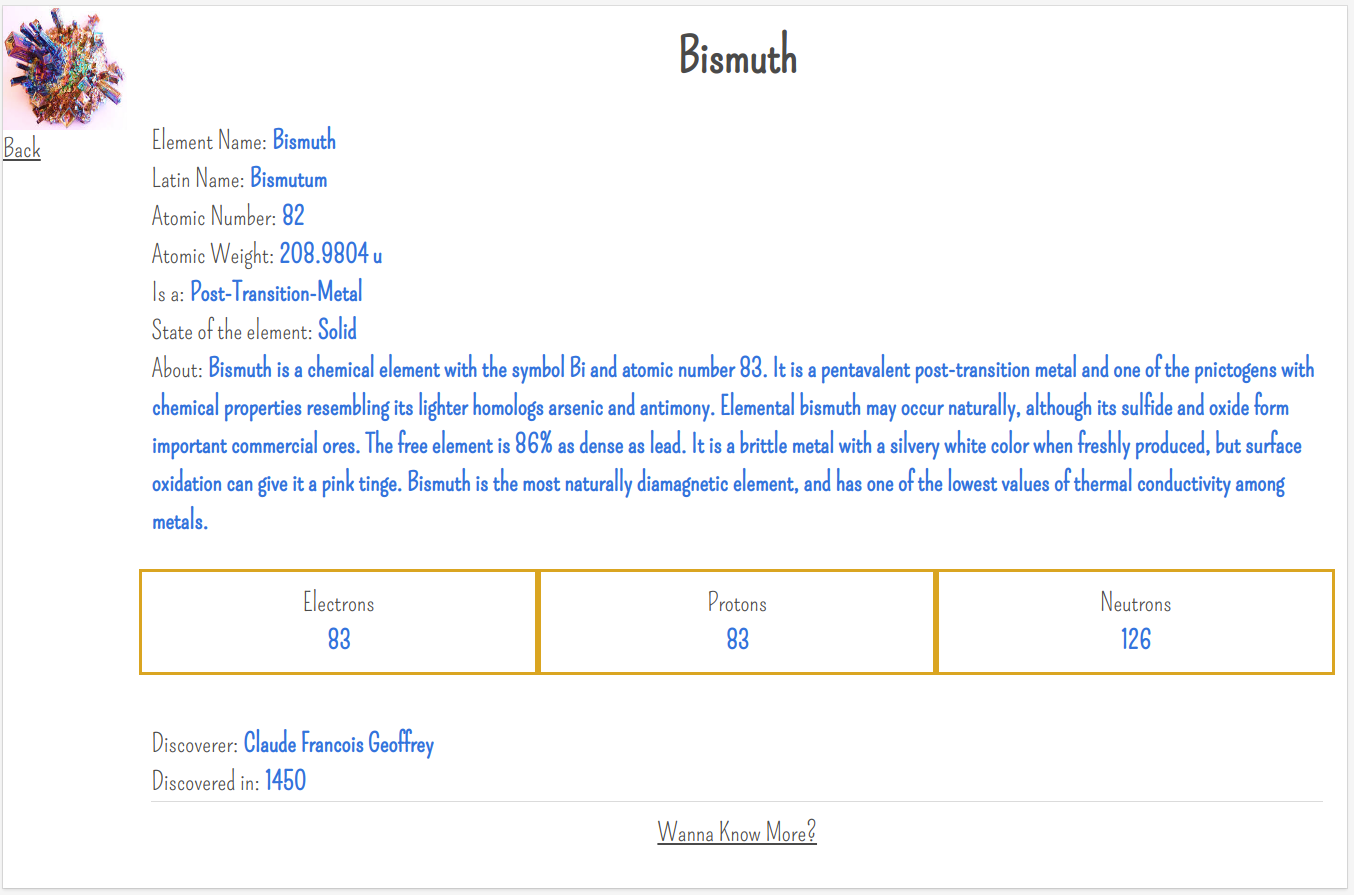 Bismuth
Back
Element Name: Bismuth
Latin Name: Bismutum
Atomic Number: 82
Atomic Weight: 208.9804 u
Is a: Post-Transition-Metal
State of the element: Solid
About: Bismuth is a chemical element with the symbol Bi and atomic number 83. It is a pentavalent post-transition metal and one of the pnictogens with
chemical properties resembling its lighter homologs arsenic and antimony. Elemental bismuth may occur naturally, although its sulfide and oxide form
important commercial ores. The free element is 86% as dense as lead. It is a brittle metal with a silvery white color when freshly produced, but surface
oxidation can give it a pink tinge. Bismuth is the most naturally diamagnetic element, and has one of the lowest values of thermal conductivity among
metals.
Electrons
83
Protons
83
Neutrons
126
Discoverer: Claude Francois Geoffrey
Discovered in: 1450
Wanna Know More?